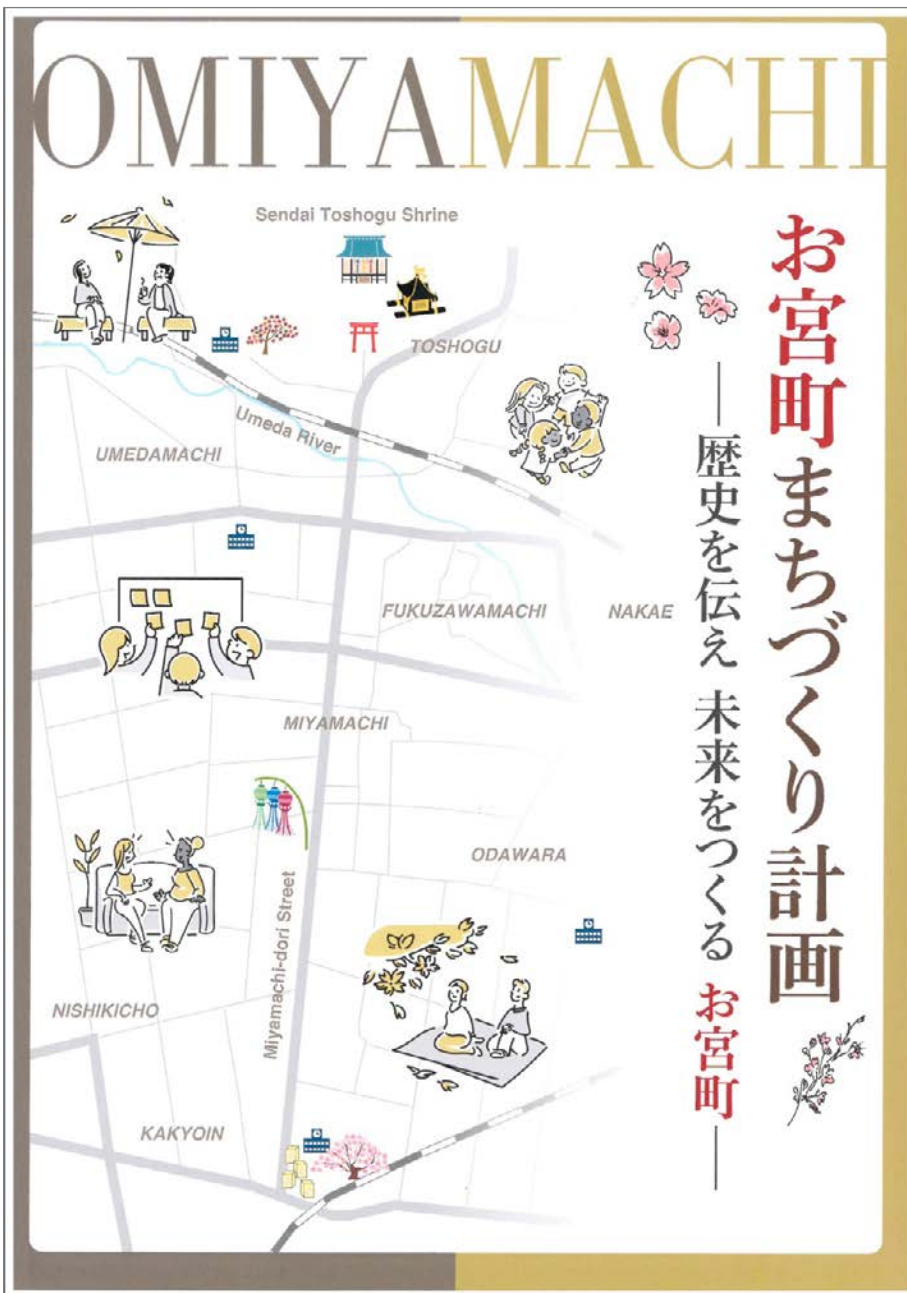 OMIYAMACHI
お宮町まちづくり計画
―歴史を伝え 未来をつくる お宮町―
Sendai Toshogu Shrine
TOSHOGU
Umeda River
UMEDAMACHI
FUKUZAWAMACHI
NAKAE
MIYAMACHI
ODAWARA
Miyamachi-dori Street
NISHIKICHO
KAKYOIN